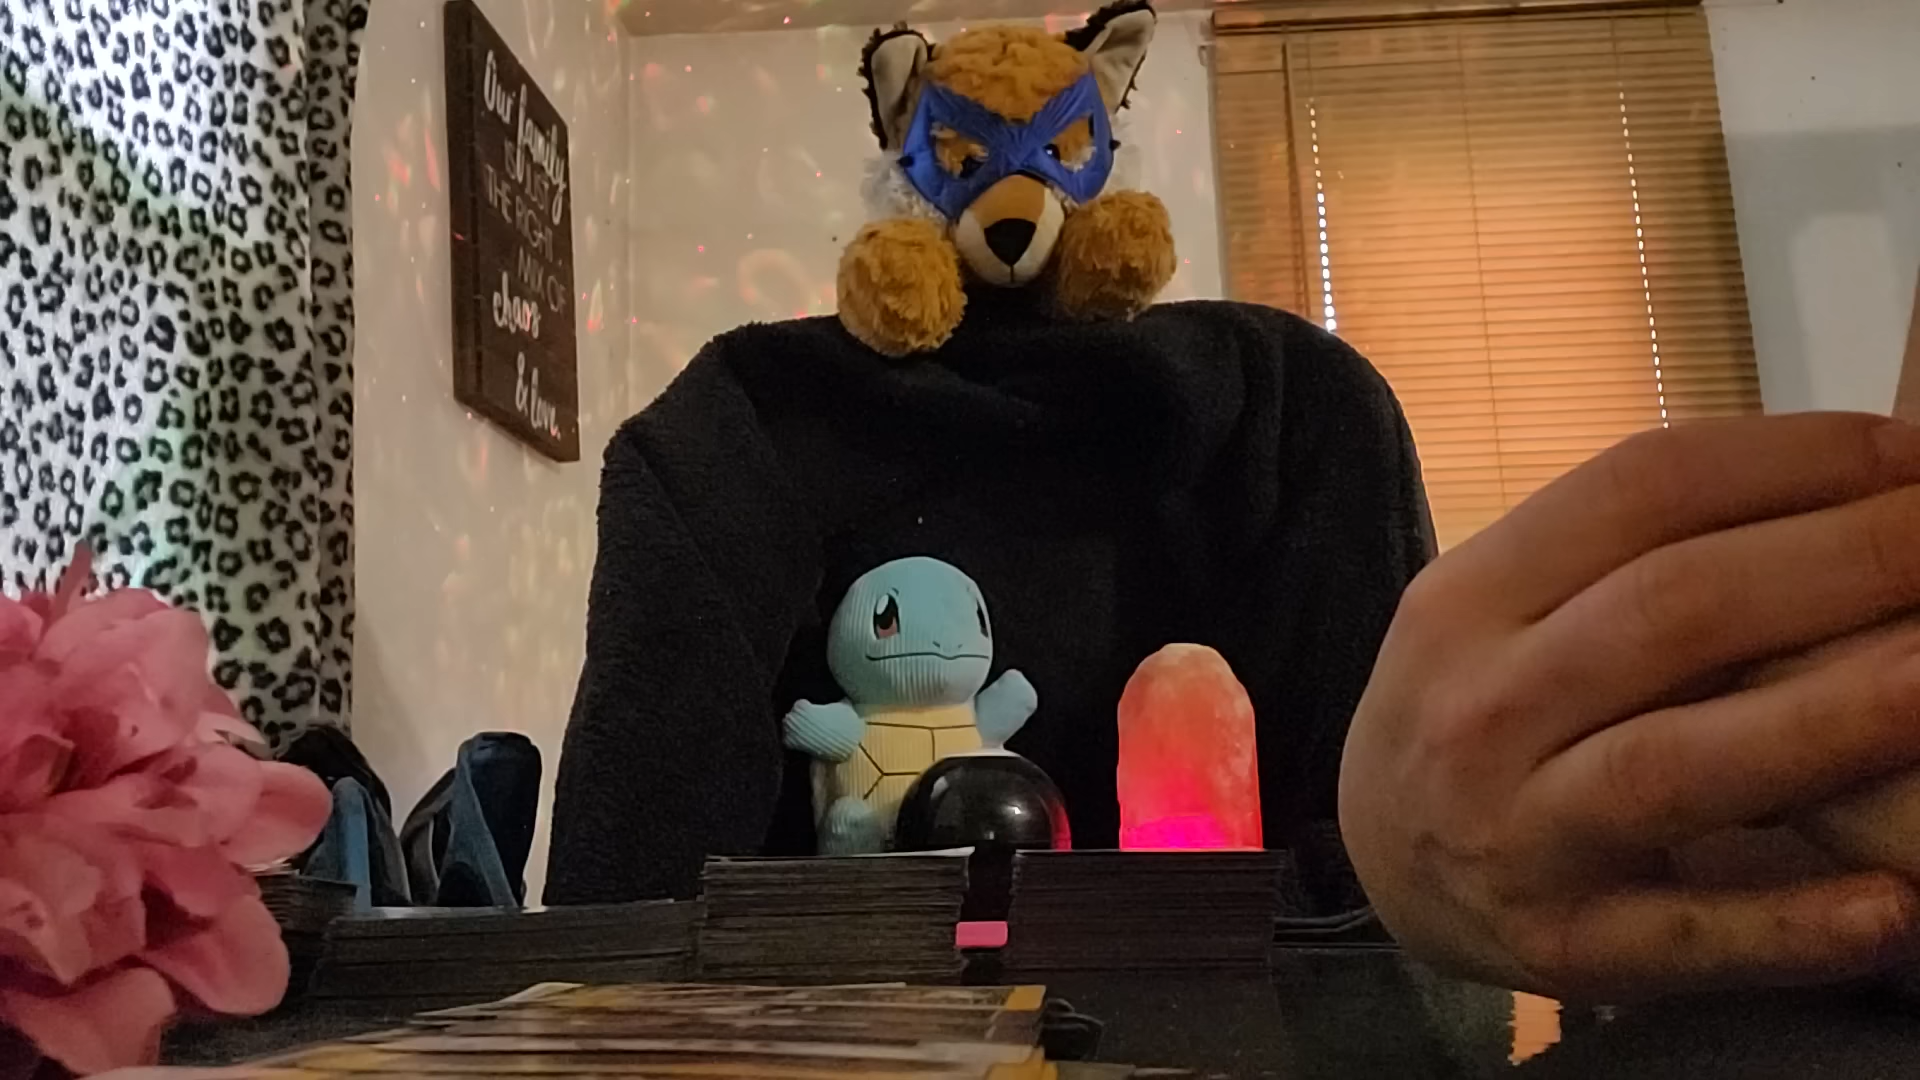 Our family
IS JUST
THE RIGHT
MIX OF
chaos
& love.